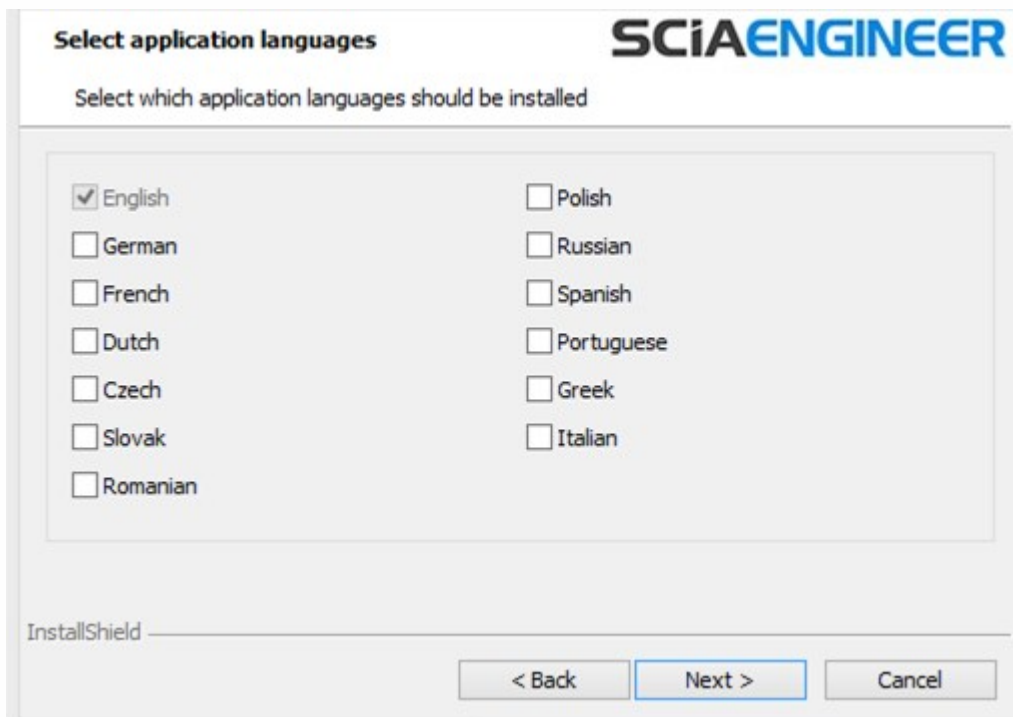 Select application languages
SCiAENGINEER
Select which application languages should be installed
English
German
French
Dutch
Czech
Slovak
Romanian
Polish
Russian
Spanish
Portuguese
Greek
Italian
InstallShield
< Back
Next >
Cancel